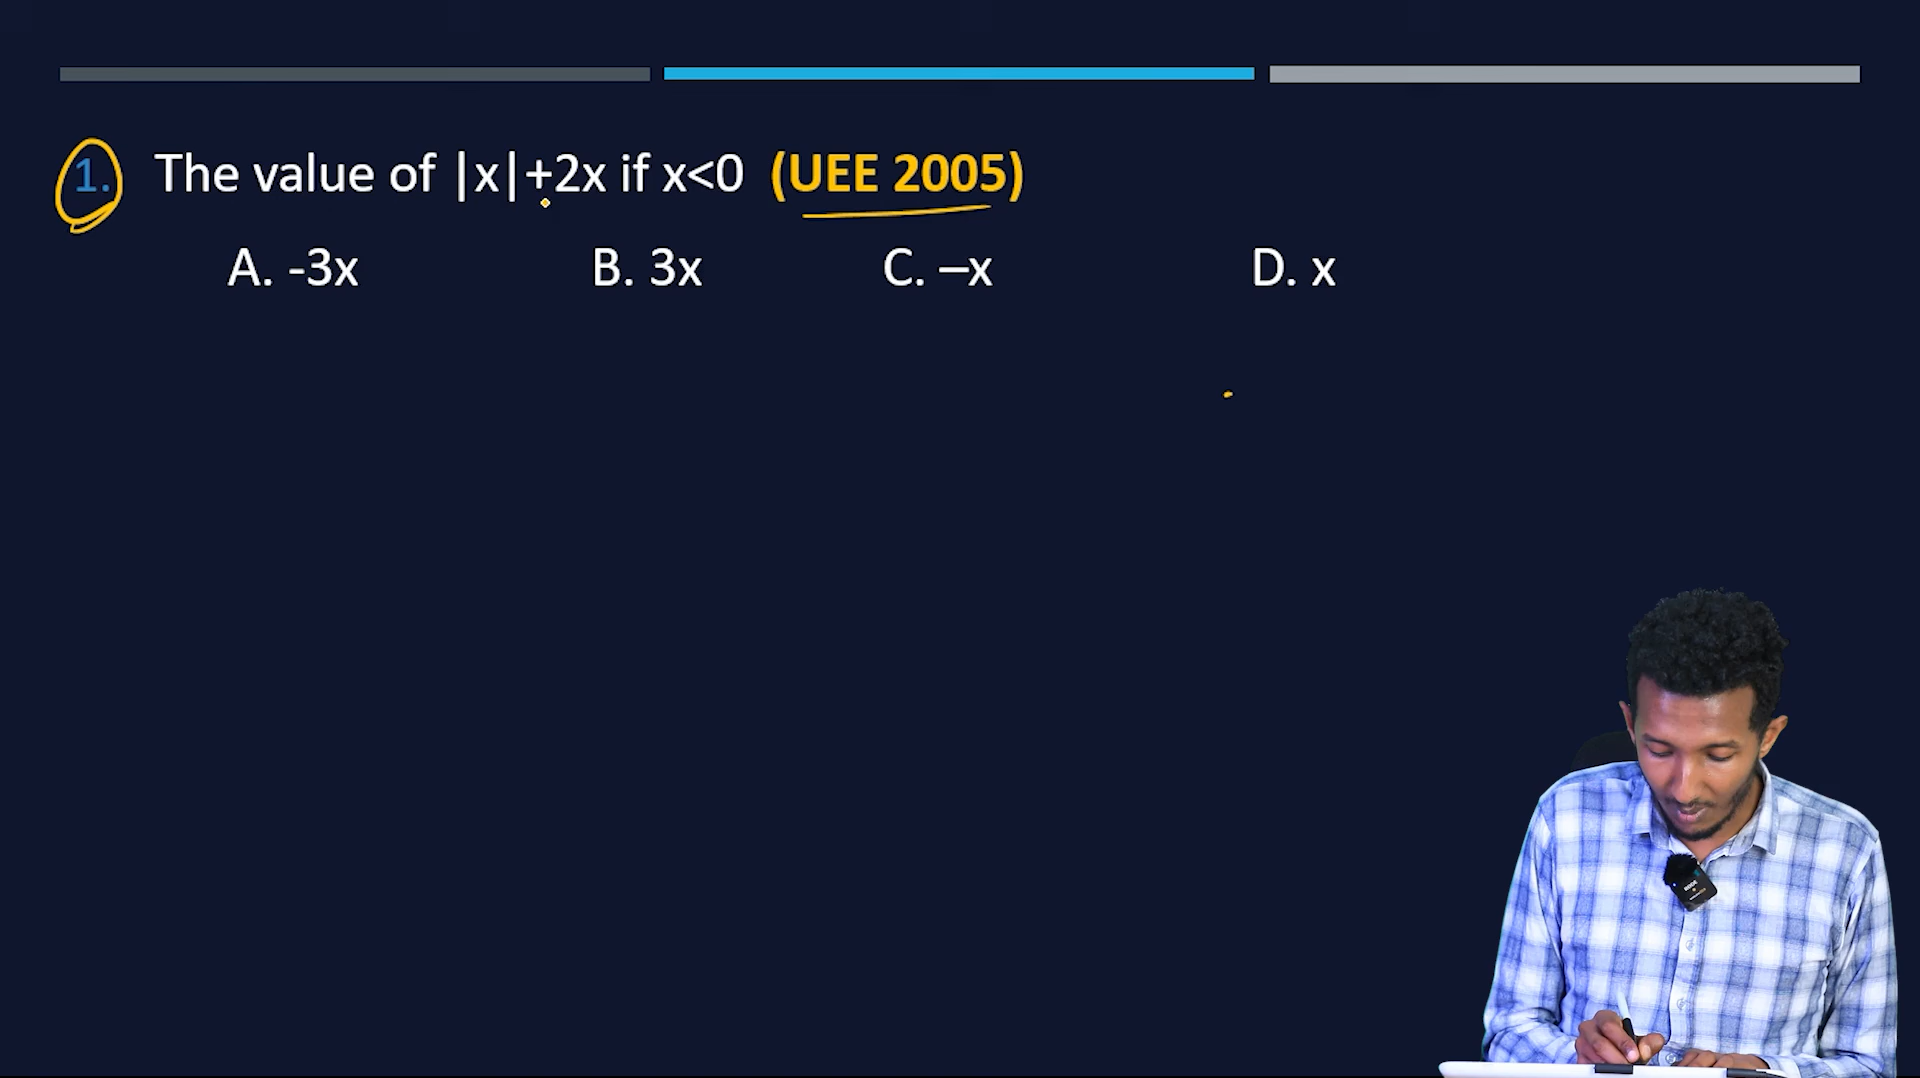 1. The value of |x|+2x if x<0 (UEE 2005)
A. -3x B. 3x C. –x D. x